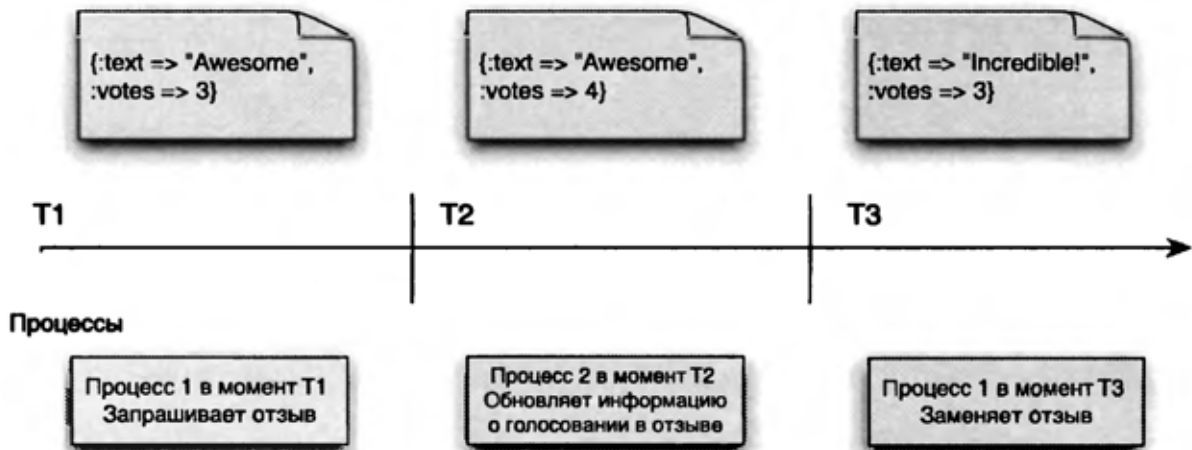 {:text => "Awesome",
:votes => 3}
{:text => "Awesome",
:votes => 4}
{:text => "Incredible!",
:votes => 3}
T1
T2
T3
Процессы
Процесс 1 в момент T1
Запрашивает отзыв
Процесс 2 в момент T2
Обновляет информацию
о голосовании в отзыве
Процесс 1 в момент T3
Заменяет отзыв